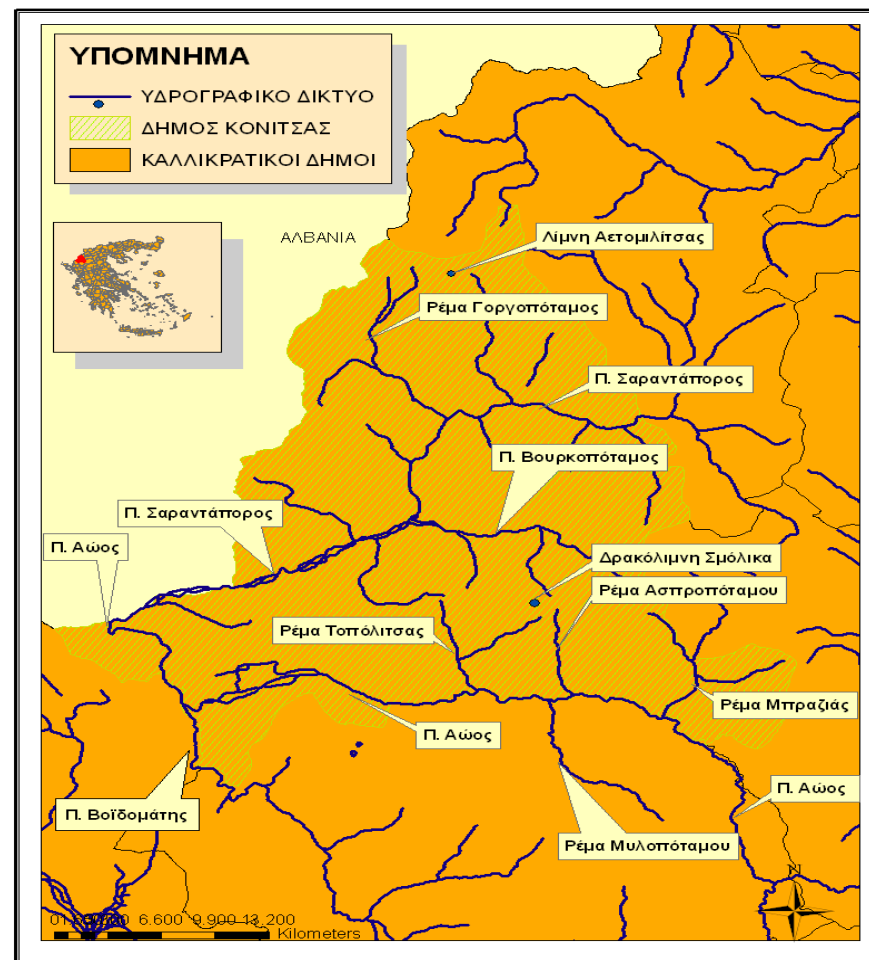 ΥΠΟΜΝΗΜΑ
ΥΔΡΟΓΡΑΦΙΚΟ ΔΙΚΤΥΟ
ΔΗΜΟΣ ΚΟΝΙΤΣΑΣ
ΚΑΛΛΙΚΡΑΤΙΚΟΙ ΔΗΜΟΙ
ΑΛΒΑΝΙΑ
Λίμνη Αετομιλίτσας
Ρέμα Γοργοπόταμος
Π. Σαραντάπορος
Π. Βουρκοπόταμος
Π. Σαραντάπορος
Π. Αώος
Δρακόλιμνη Σμόλικα
Ρέμα Ασπροπόταμου
Ρέμα Τοπόλιτσας
Ρέμα Μπραζιάς
Π. Αώος
Π. Αώος
Π. Βοϊδομάτης
Ρέμα Μυλοπόταμου
N
6.600 9.900 13.200
Kilometers